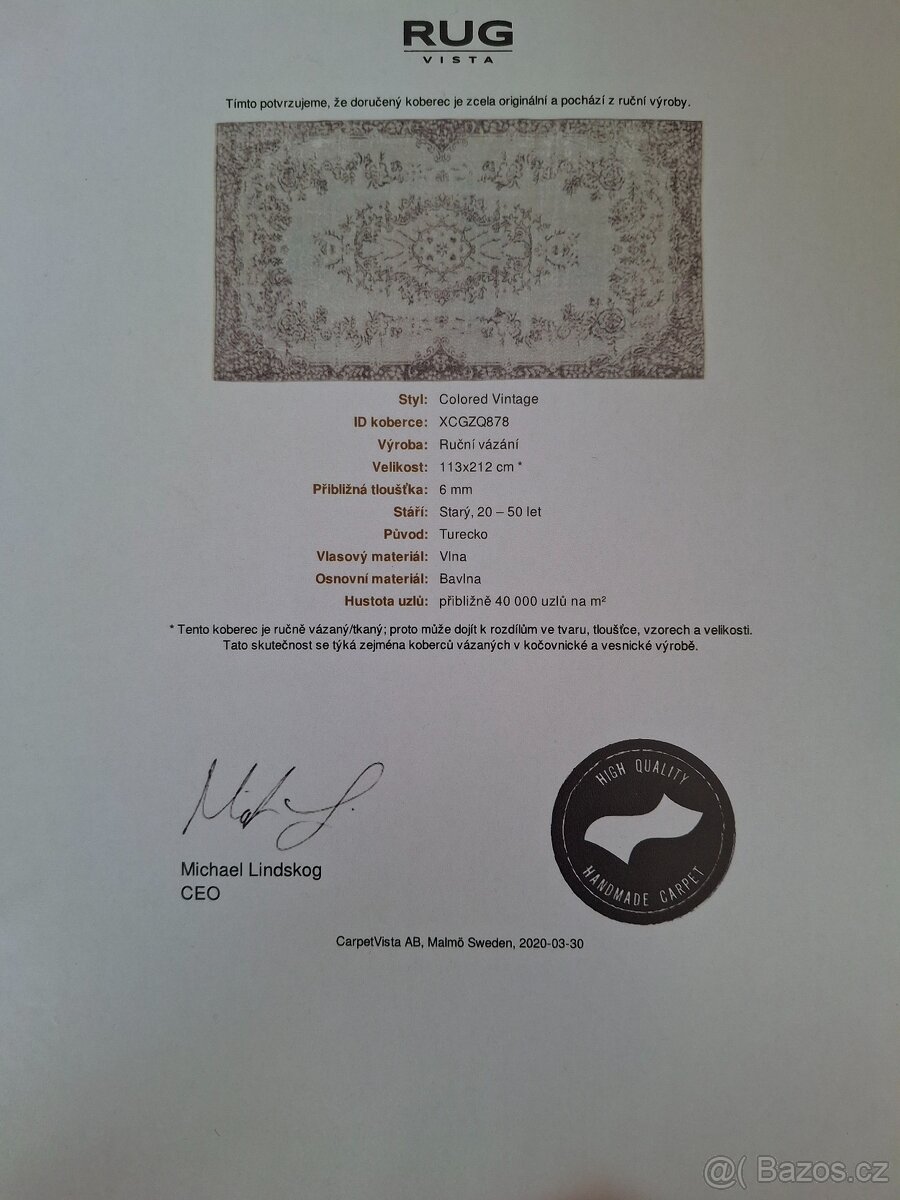 RUG
VISTA
Tímto potvrzujeme, že doručený koberec je zcela originální a pochází z ruční výroby.
Styl: Colored Vintage
ID koberce: XCGZQ878
Výroba: Ruční vázání
Velikost: 113x212 cm *
Přibližná tloušťka: 6 mm
Stáří: Starý, 20 – 50 let
Původ: Turecko
Vlasový materiál: Vlna
Osnovní materiál: Bavlna
Hustota uzlů: přibližně 40 000 uzlů na m²
* Tento koberec je ručně vázaný/tkaný; proto může dojít k rozdílům ve tvaru, tloušťce, vzorech a velikosti.
Tato skutečnost se týká zejména koberců vázaných v kočovnické a vesnické výrobě.
HIGH QUALITY
HANDMADE CARPET
Michael Lindskog
CEO
CarpetVista AB, Malmö Sweden, 2020-03-30
@( Bazos.cz